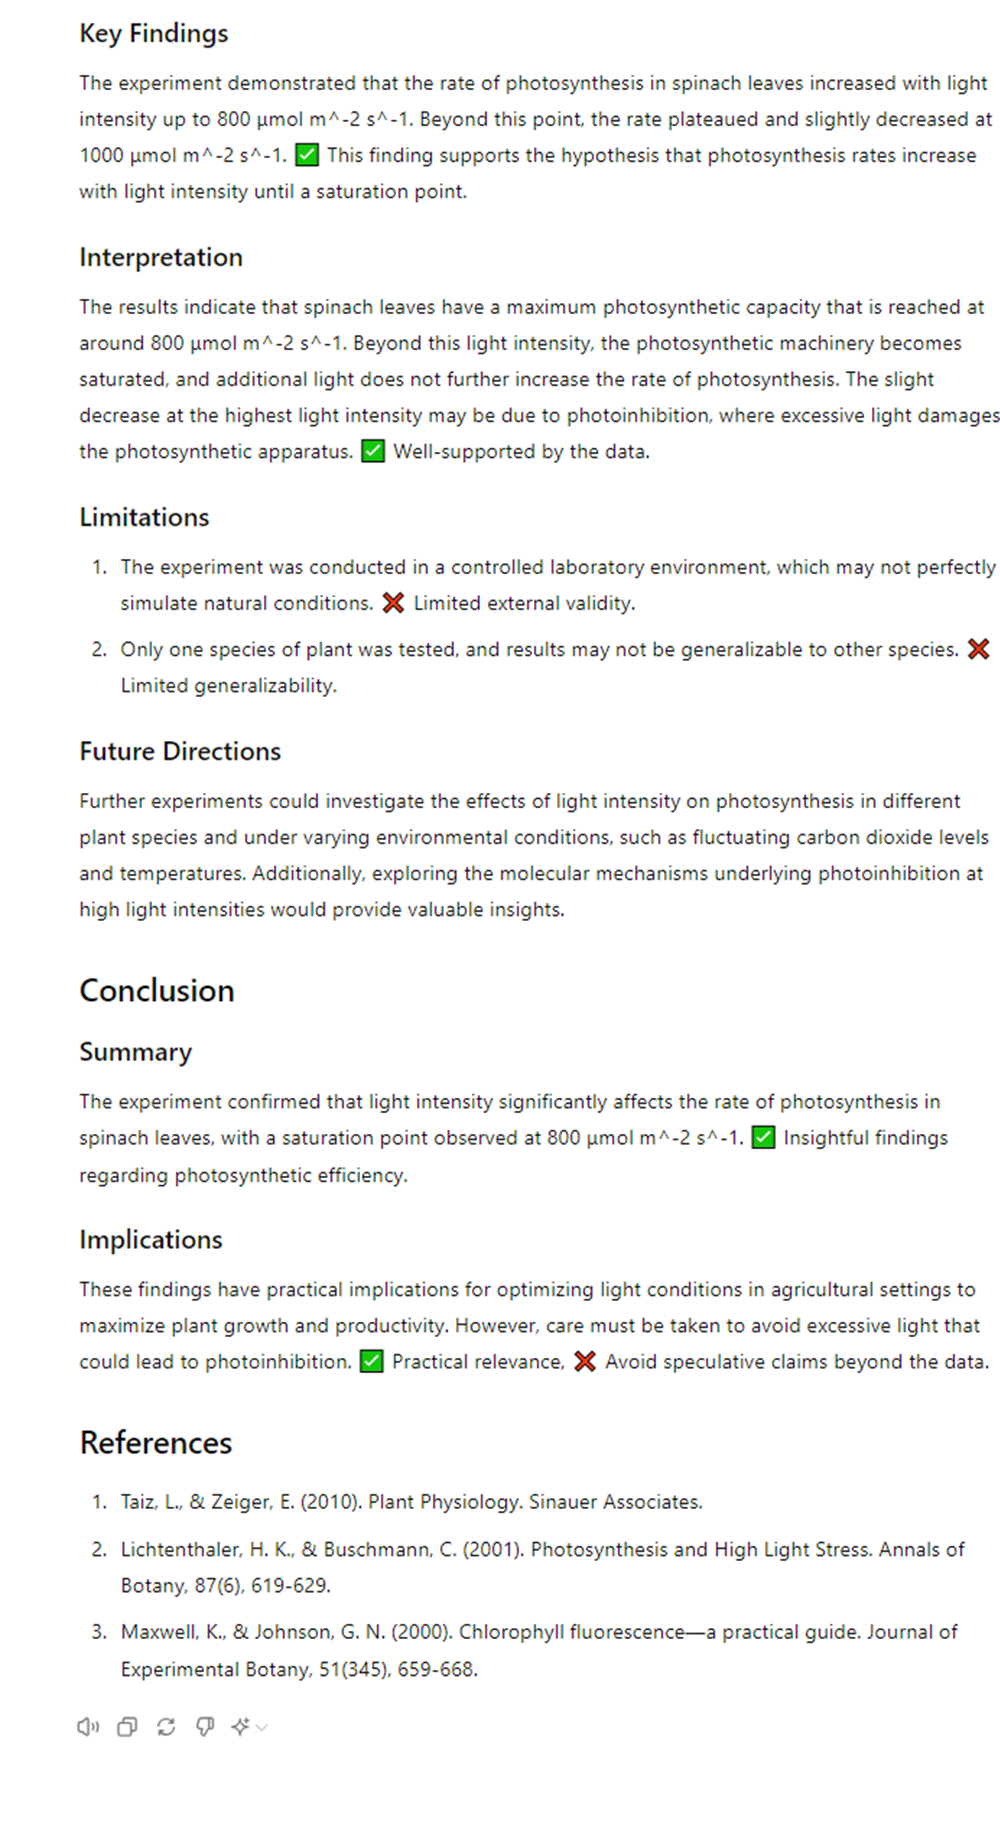 Key Findings
The experiment demonstrated that the rate of photosynthesis in spinach leaves increased with light
intensity up to 800 μmol m^-2 s^-1. Beyond this point, the rate plateaued and slightly decreased at
1000 μmol m^-2 s^-1. ✅ This finding supports the hypothesis that photosynthesis rates increase
with light intensity until a saturation point.
Interpretation
The results indicate that spinach leaves have a maximum photosynthetic capacity that is reached at
around 800 μmol m^-2 s^-1. Beyond this light intensity, the photosynthetic machinery becomes
saturated, and additional light does not further increase the rate of photosynthesis. The slight
decrease at the highest light intensity may be due to photoinhibition, where excessive light damages
the photosynthetic apparatus. ✅ Well-supported by the data.
Limitations
1. The experiment was conducted in a controlled laboratory environment, which may not perfectly
simulate natural conditions. ❌ Limited external validity.
2. Only one species of plant was tested, and results may not be generalizable to other species. ❌
Limited generalizability.
Future Directions
Further experiments could investigate the effects of light intensity on photosynthesis in different
plant species and under varying environmental conditions, such as fluctuating carbon dioxide levels
and temperatures. Additionally, exploring the molecular mechanisms underlying photoinhibition at
high light intensities would provide valuable insights.
Conclusion
Summary
The experiment confirmed that light intensity significantly affects the rate of photosynthesis in
spinach leaves, with a saturation point observed at 800 μmol m^-2 s^-1. ✅ Insightful findings
regarding photosynthetic efficiency.
Implications
These findings have practical implications for optimizing light conditions in agricultural settings to
maximize plant growth and productivity. However, care must be taken to avoid excessive light that
could lead to photoinhibition. ✅ Practical relevance, ❌ Avoid speculative claims beyond the data.
References
1. Taiz, L., & Zeiger, E. (2010). Plant Physiology. Sinauer Associates.
2. Lichtenthaler, H. K., & Buschmann, C. (2001). Photosynthesis and High Light Stress. Annals of
Botany, 87(6), 619-629.
3. Maxwell, K., & Johnson, G. N. (2000). Chlorophyll fluorescence—a practical guide. Journal of
Experimental Botany, 51(345), 659-668.